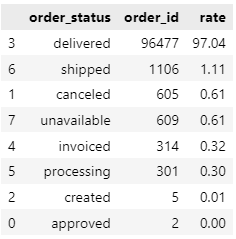 order_status order_id rate
3 delivered 96477 97.04
6 shipped 1106 1.11
1 canceled 605 0.61
7 unavailable 609 0.61
4 invoiced 314 0.32
5 processing 301 0.30
2 created 5 0.01
0 approved 2 0.00